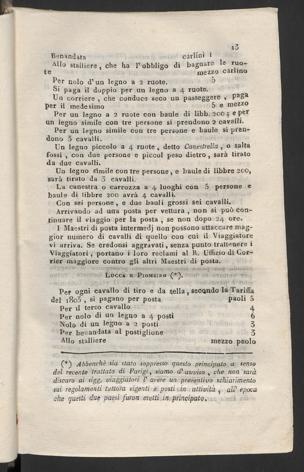 15
Benandata carlini 1
Allo stalliere, che ha l'obbligo di bagnare le ruo-
te mezzo carlino
Per nolo d'un legno a 2 ruote. 5
Si paga il doppio per un legno a 4 ruote.
Un corriere, che conduce seco un passeggere, paga
per il medesimo 5 e mezzo
Per un legno a 2 ruote con baule di libb. 200; e per
un legno simile con tre persone si prendono 2 cavalli.
Per un legno simile con tre persone e baule si pren-
dono 3 cavalli.
Un legno piccolo a 4 ruote, detto Canestrella, o salta
fossi, con due persone e piccol peso dietro, sarà tirato
da due cavalli.
Un legno simile con tre persone, e baule di libbre 200,
sarà tirato da 3 cavalli.
La canestra o carrozza a 4 luoghi con 5 persone e
baule di libbre 200 avrà 4 cavalli.
Con sei persone, e due bauli grossi sei cavalli.
Arrivando ad una posta per vettura, non si può con-
tinuare il viaggio per la posta, se non dopo 24 ore.
I Maestri di posta intermedj non possono attaccare mag-
gior numero di cavalli di quello con cui il Viaggiatore
vi arriva. Se credonsi aggravati, senza punto trattenere i
Viaggiatori, portano i loro reclami al R. Uffizio di Cor-
rier maggiore contro gli altri Maestri di posta.
LUCCA E PIOMBINO (*).
Per ogni cavallo di tiro e da sella, secondo la Tariffa
del 1805, si pagano per posta paoli 5
Per il terzo cavallo 4
Per nolo di un legno a 4 posti 6
Nolo di un legno a 2 posti 3
Per benandata al postiglione 3
Allo stalliere mezzo paolo
(*) Abbenchè sia stato soppresso questo principato a senso
del recente trattato di Parigi, siamo d'avviso, che non sarà
discaro ai sigg. viaggiatori l'avere un preventivo schiarimento
sui regolamenti tuttora vigenti e posti in attività, all'epoca
che questi due paesi furon eretti in principato.